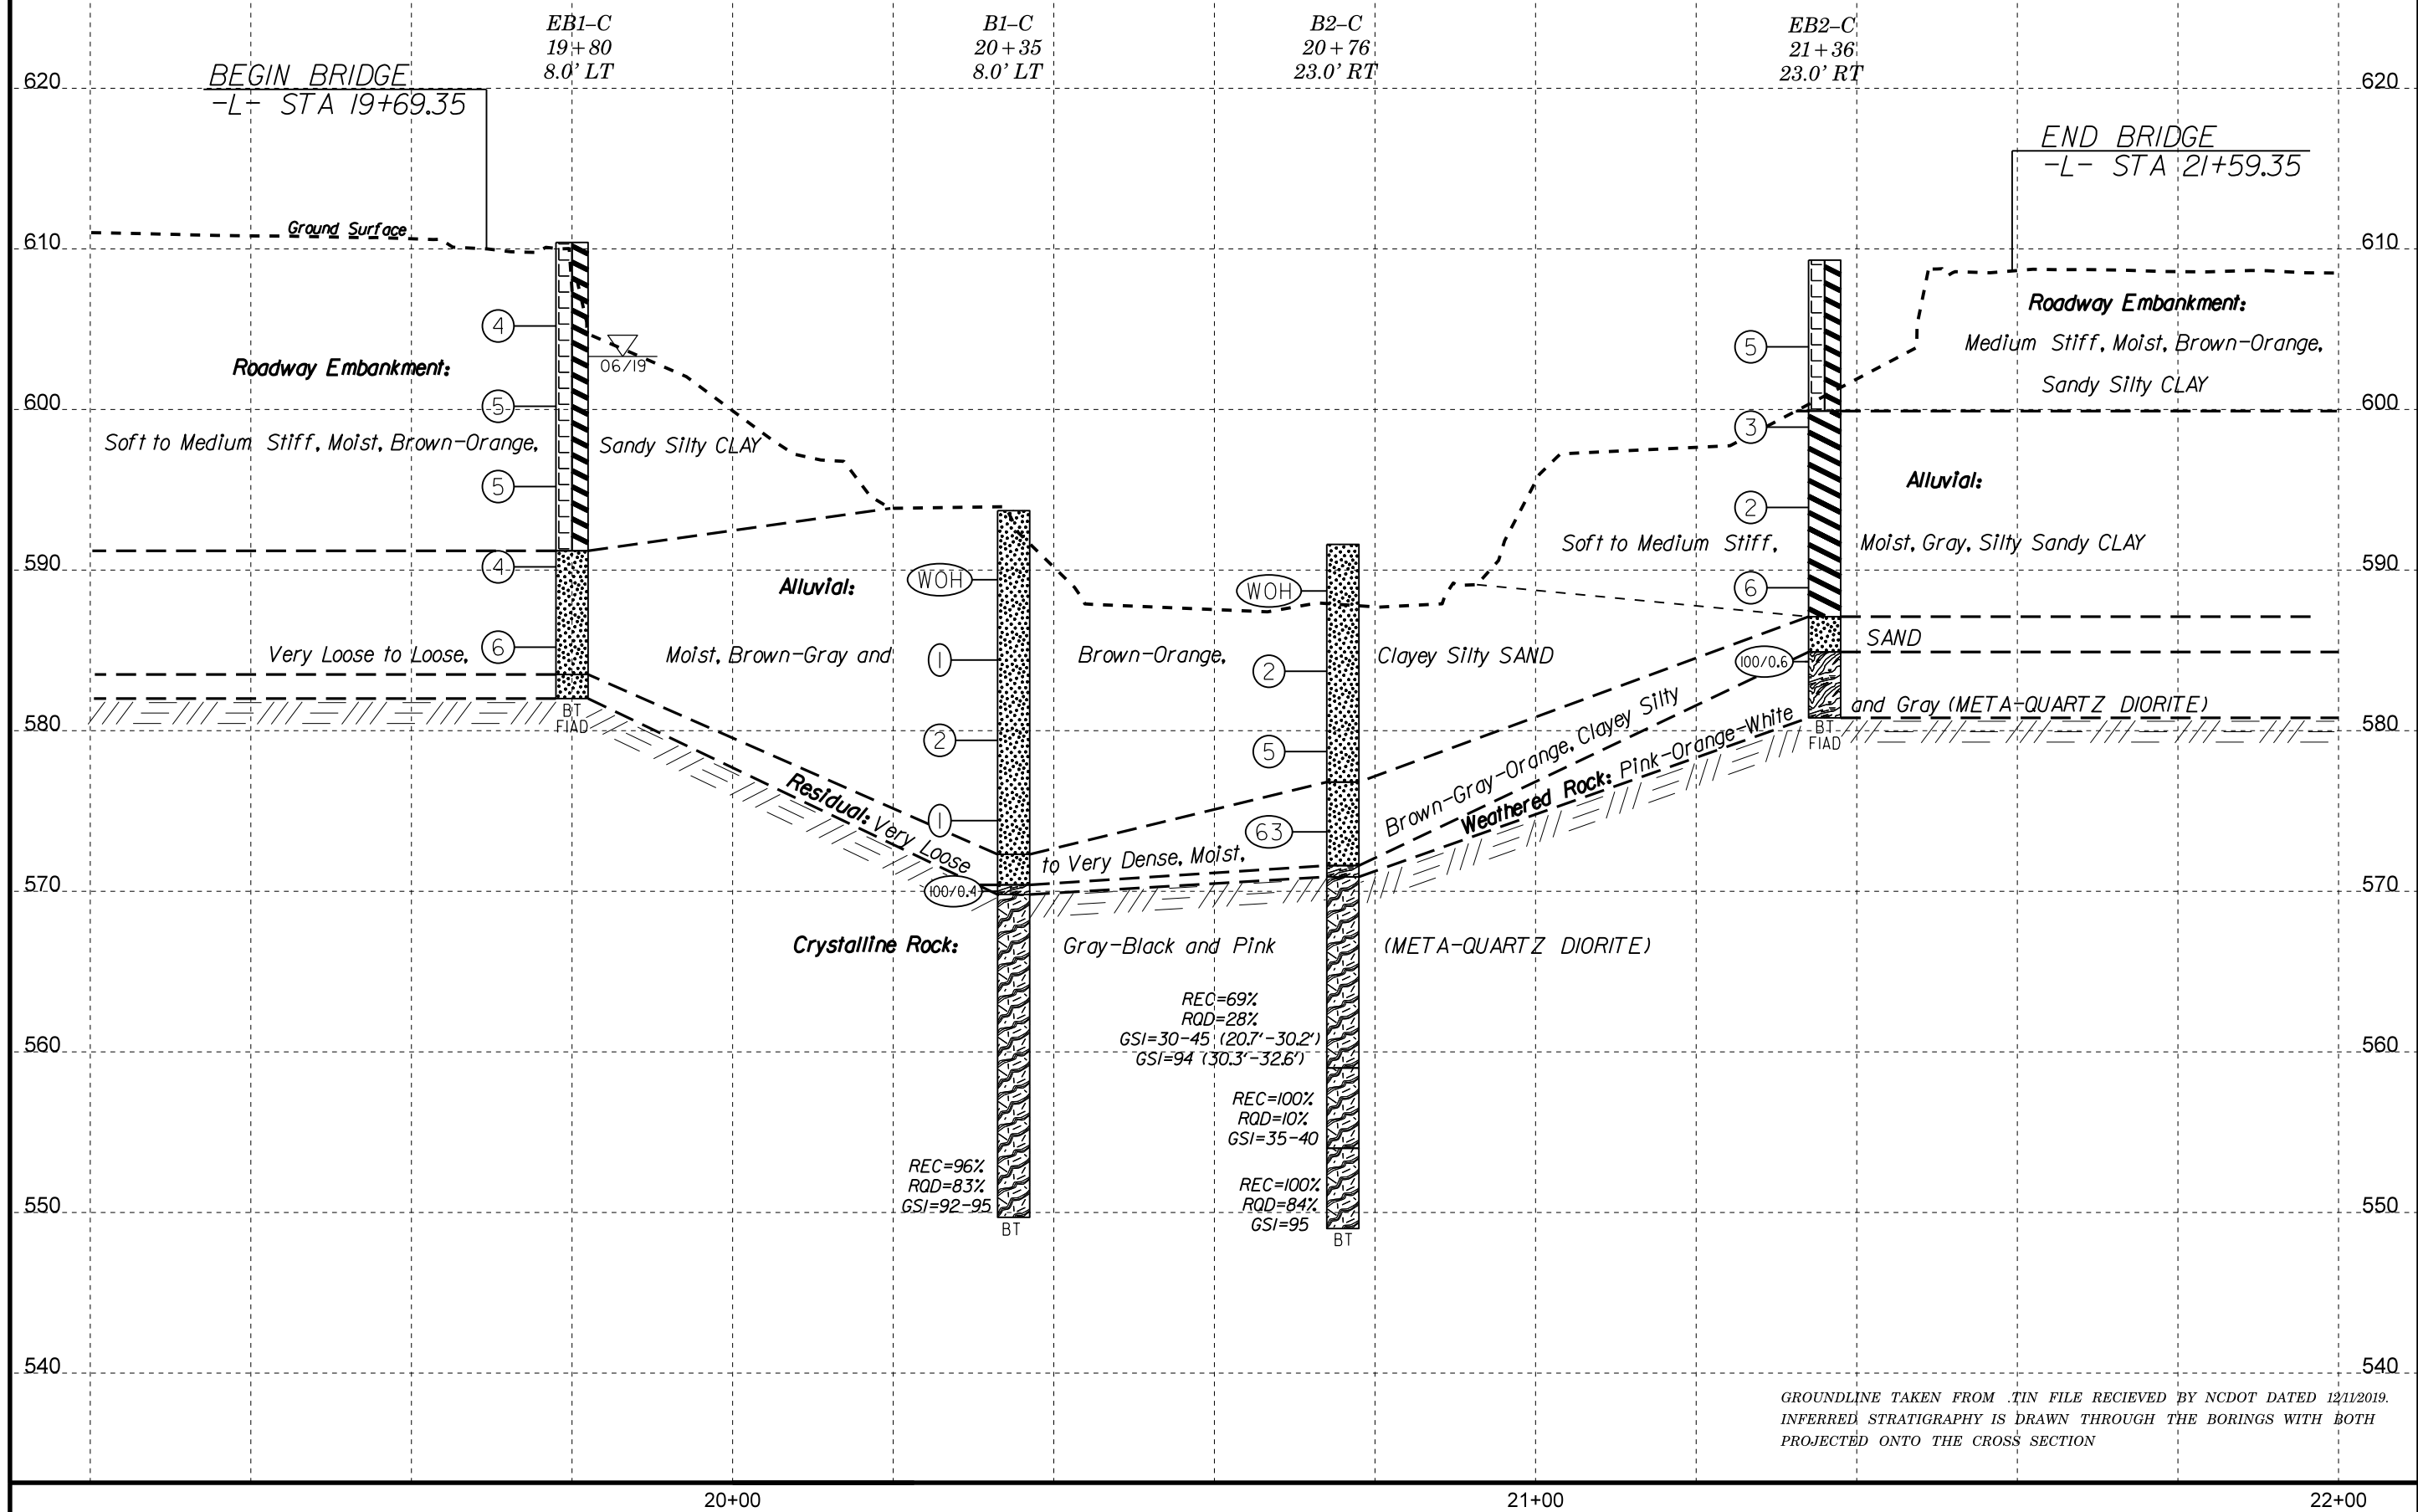 EB1-C
19+80
8.0' LT
B1-C
20+35
8.0' LT
B2-C
20+76
23.0' RT
EB2-C
21+36
23.0' RT
620
BEGIN BRIDGE
-L- STA 19+69.35
620
END BRIDGE
-L- STA 21+59.35
Ground Surface
610
610
Roadway Embankment:
Medium Stiff, Moist, Brown-Orange,
Sandy Silty CLAY
4
5
06/19
Roadway Embankment:
600
5
3
600
Soft to Medium Stiff, Moist, Brown-Orange, Sandy Silty CLAY
5
Alluvial:
2
Soft to Medium Stiff, Moist, Gray, Silty Sandy CLAY
590
4
Alluvial:
WOH
WOH
6
590
6
SAND
Very Loose to Loose, Moist, Brown-Gray and Brown-Orange, Clayey Silty SAND
1
2
100/0.6
BT
FIAD
and Gray (META-QUARTZ DIORITE)
580
2
5
BT
FIAD
580
Residual: Very Loose
1
63
Brown-Gray-Orange, Clayey Silty
Weathered Rock: Pink-Orange-White
to Very Dense, Moist,
570
100/0.4
570
Crystalline Rock: Gray-Black and Pink (META-QUARTZ DIORITE)
REC=69%
RQD=28%
GSI=30-45 (20.7'-30.2')
GSI=94 (30.3'-32.6')
560
560
REC=100%
RQD=10%
GSI=35-40
REC=96%
RQD=83%
GSI=92-95
REC=100%
RQD=84%
GSI=95
550
550
BT
BT
540
540
GROUNDLINE TAKEN FROM .TIN FILE RECIEVED BY NCDOT DATED 12/11/2019.
INFERRED STRATIGRAPHY IS DRAWN THROUGH THE BORINGS WITH BOTH
PROJECTED ONTO THE CROSS SECTION
20+00
21+00
22+00